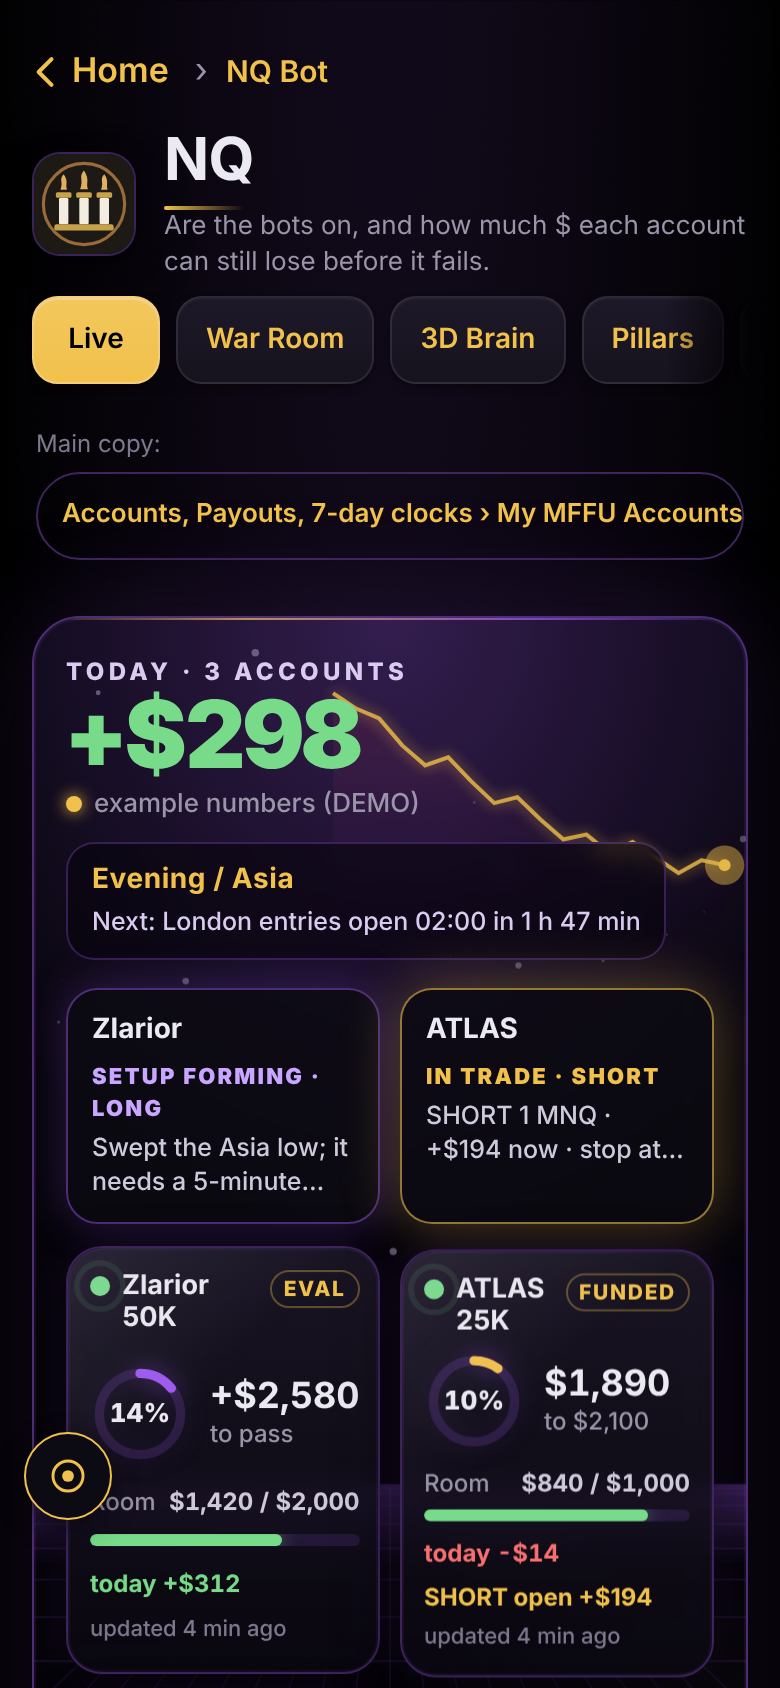 Home › NQ Bot
NQ
Are the bots on, and how much $ each account
can still lose before it fails.
Live
War Room
3D Brain
Pillars
Main copy:
Accounts, Payouts, 7-day clocks › My MFFU Accounts
TODAY · 3 ACCOUNTS
+$298
example numbers (DEMO)
Evening / Asia
Next: London entries open 02:00 in 1 h 47 min
Zlarior
SETUP FORMING ·
LONG
Swept the Asia low; it
needs a 5-minute...
ATLAS
IN TRADE · SHORT
SHORT 1 MNQ ·
+$194 now · stop at...
Zlarior
50K
EVAL
14%
+$2,580
to pass
Room $1,420 / $2,000
today +$312
updated 4 min ago
ATLAS
25K
FUNDED
10%
$1,890
to $2,100
Room $840 / $1,000
today -$14
SHORT open +$194
updated 4 min ago